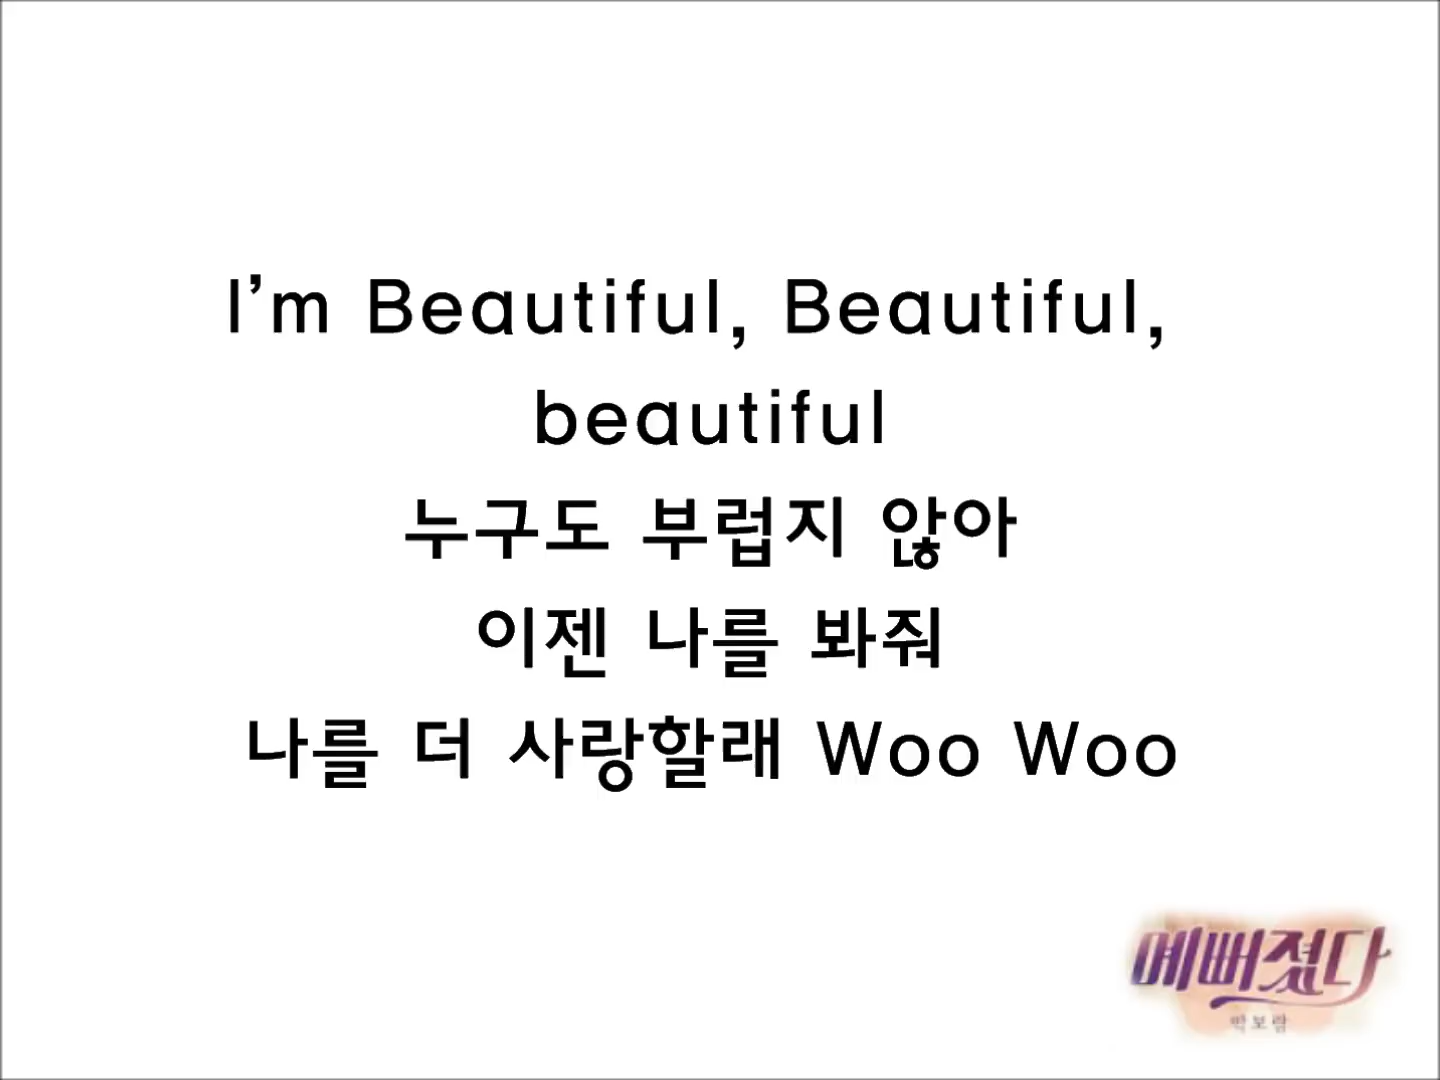 I'm Beautiful, Beautiful,
beautiful
누구도 부럽지 않아
이젠 나를 봐줘
나를 더 사랑할래 Woo Woo
예뻐졌다
박보람